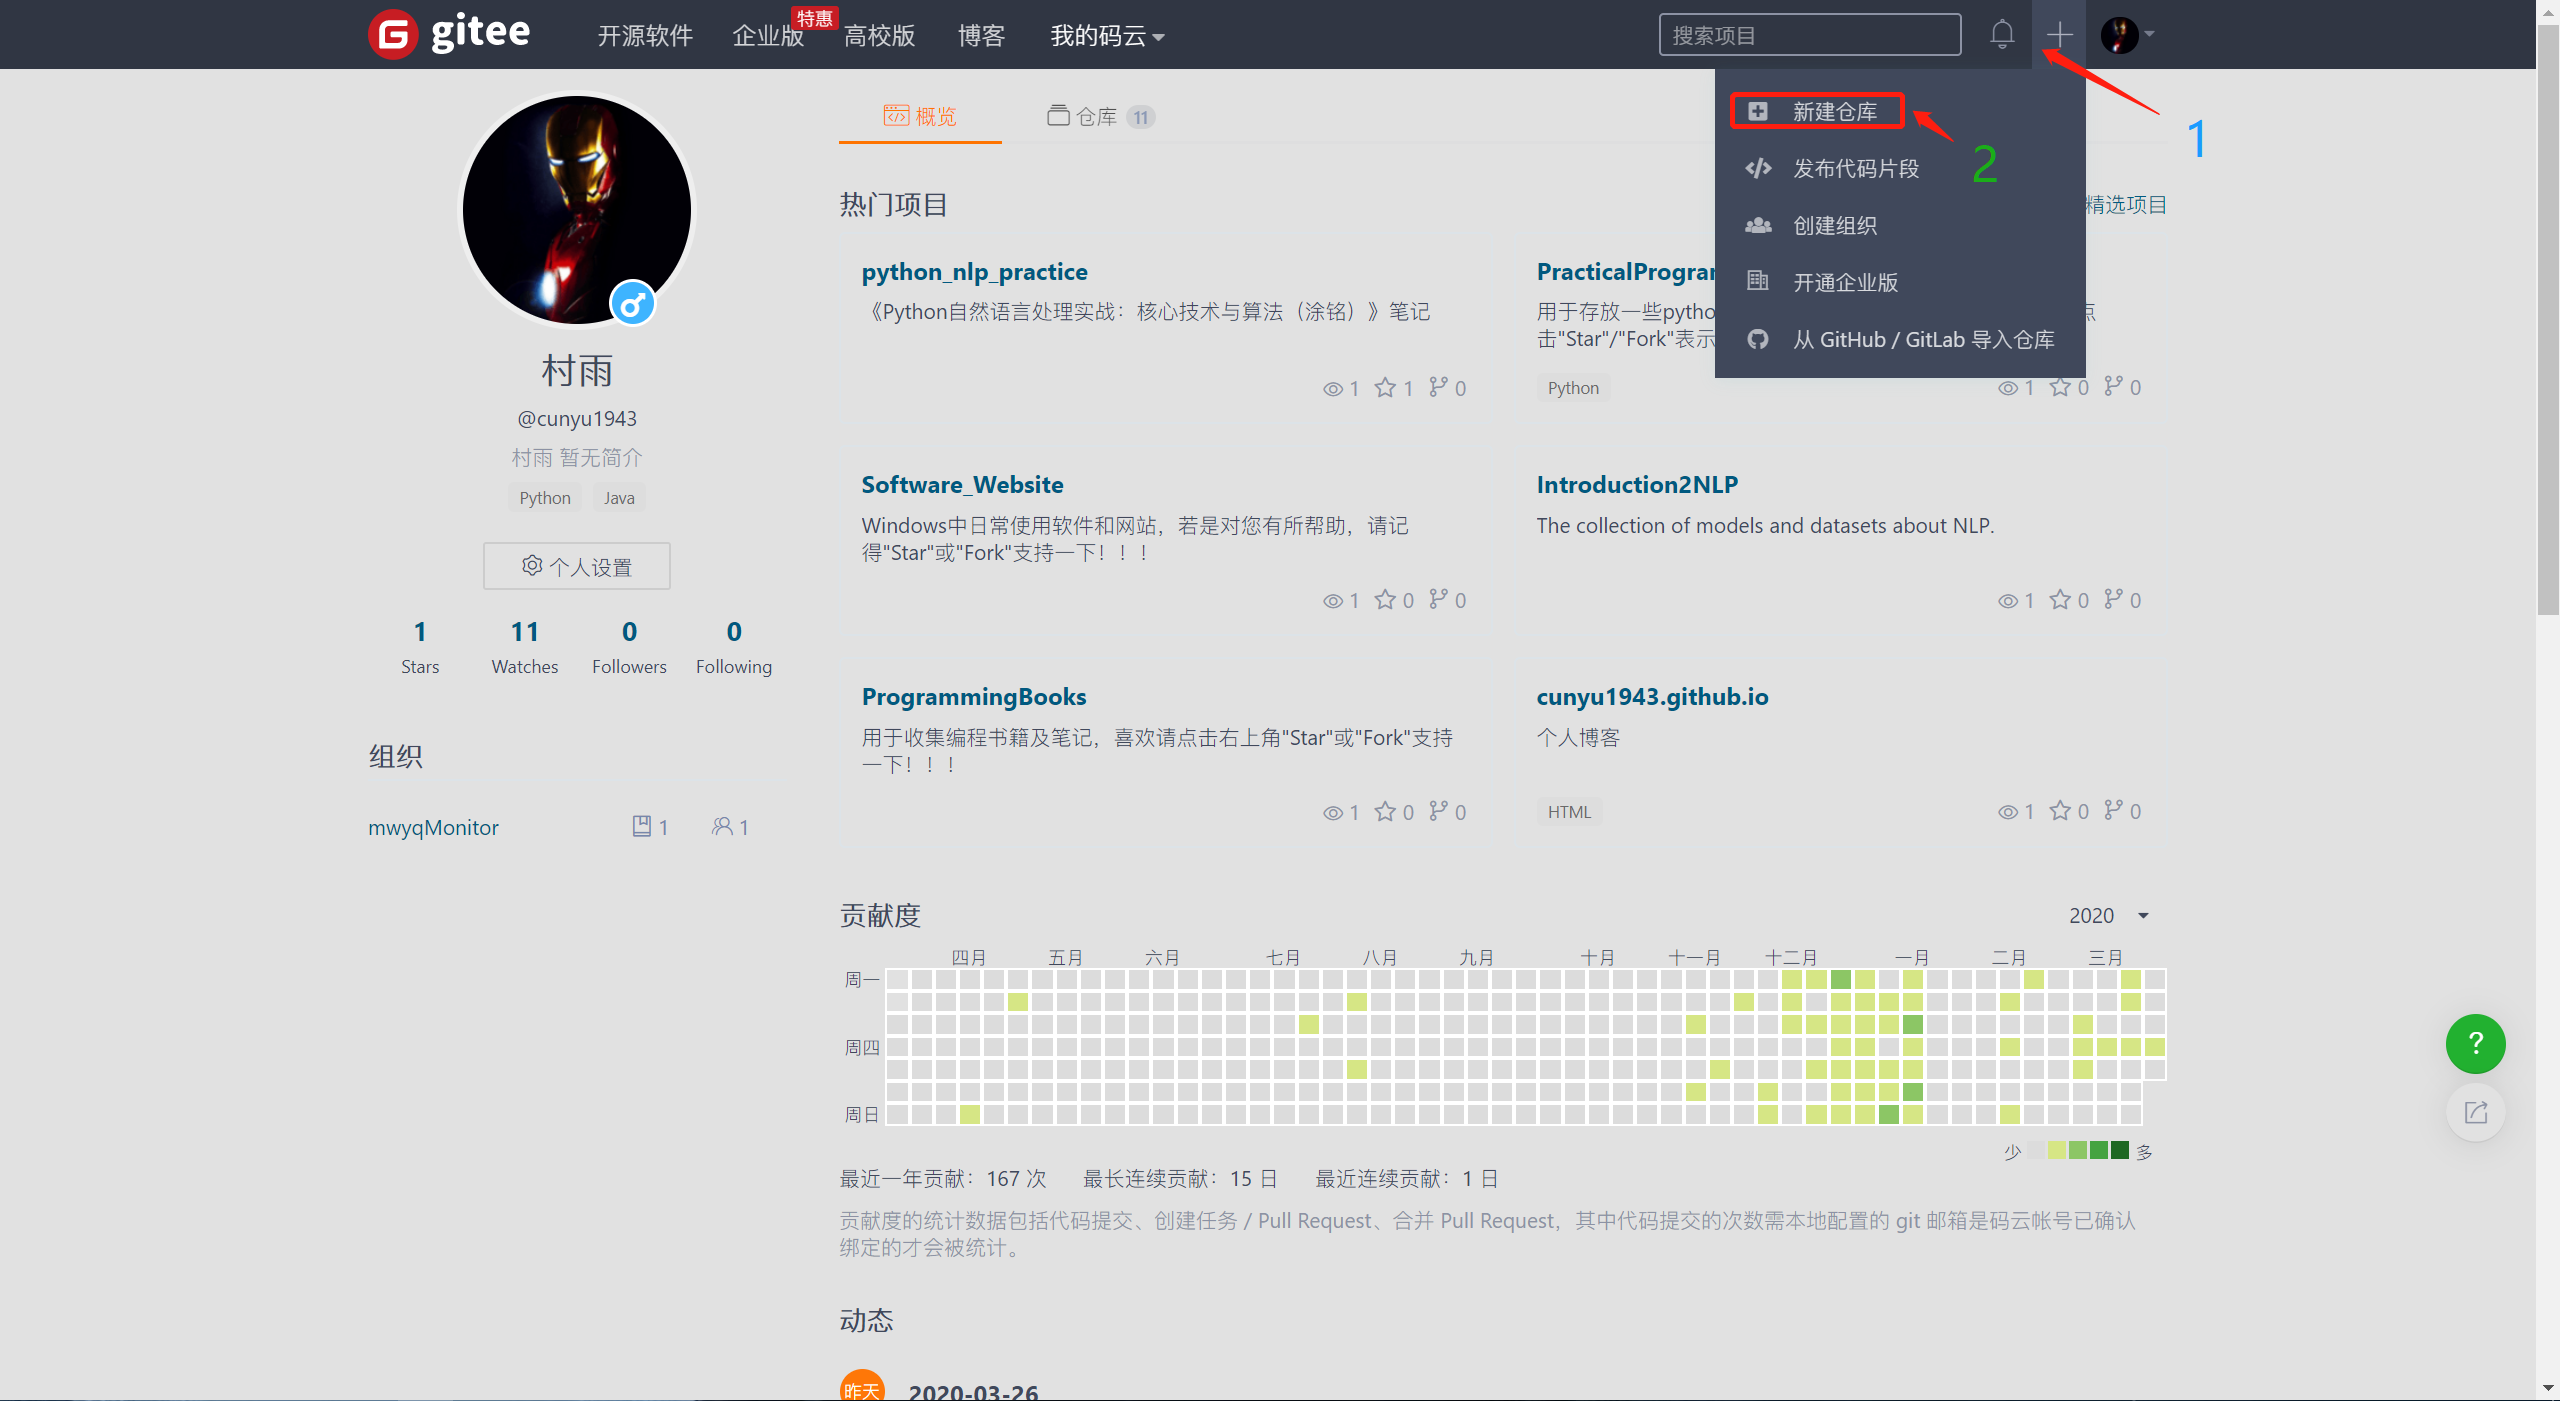 gitee
开源软件
企业版
特惠
高校版
博客
我的码云
搜索项目
1
新建仓库
2
发布代码片段
创建组织
开通企业版
从 GitHub / GitLab 导入仓库
村雨
@cunyu1943
村雨 暂无简介
Python
Java
个人设置
1
Stars
11
Watches
0
Followers
0
Following
组织
mwyqMonitor
1
1
概览
仓库 11
热门项目
精选项目
python_nlp_practice
《Python自然语言处理实战：核心技术与算法（涂铭）》笔记
1 1 0
PracticalProgra
用于存放一些pytho
点
击"Star"/"Fork"表示
Python
1 0 0
Software_Website
Windows中日常使用软件和网站，若是对您有所帮助，请记
得"Star"或"Fork"支持一下！！！
1 0 0
Introduction2NLP
The collection of models and datasets about NLP.
1 0 0
ProgrammingBooks
用于收集编程书籍及笔记，喜欢请点击右上角"Star"或"Fork"支持
一下！！！
1 0 0
cunyu1943.github.io
个人博客
HTML
1 0 0
贡献度
2020
四月 五月 六月 七月 八月 九月 十月 十一月 十二月 一月 二月 三月
周一
周四
周日
少 多
最近一年贡献：167 次 最长连续贡献：15 日 最近连续贡献：1 日
贡献度的统计数据包括代码提交、创建任务 / Pull Request、合并 Pull Request，其中代码提交的次数需本地配置的 git 邮箱是码云帐号已确认
绑定的才会被统计。
动态
昨天
2020-03-26
?